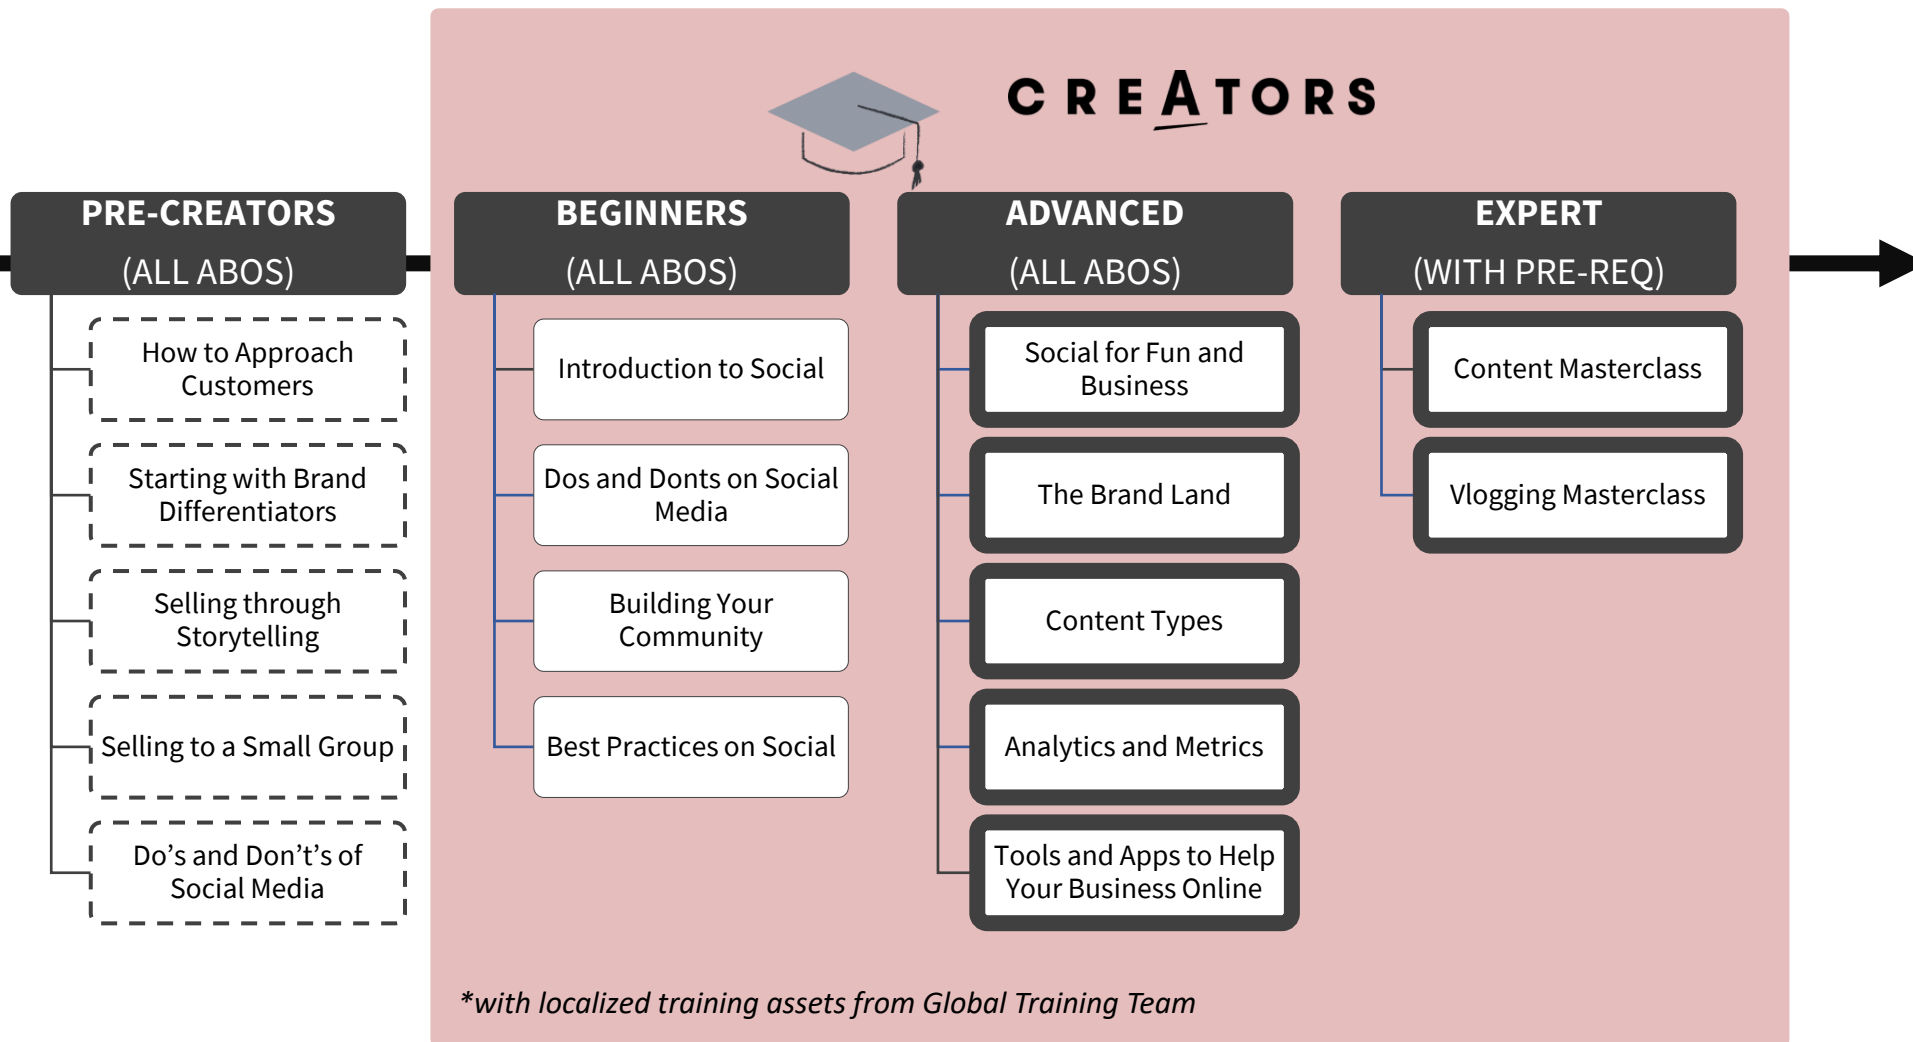 CREATORS
PRE-CREATORS
(ALL ABOS)
How to Approach
Customers
Starting with Brand
Differentiators
Selling through
Storytelling
Selling to a Small Group
Do's and Don't's of
Social Media
BEGINNERS
(ALL ABOS)
Introduction to Social
Dos and Donts on Social
Media
Building Your
Community
Best Practices on Social
ADVANCED
(ALL ABOS)
Social for Fun and
Business
The Brand Land
Content Types
Analytics and Metrics
Tools and Apps to Help
Your Business Online
EXPERT
(WITH PRE-REQ)
Content Masterclass
Vlogging Masterclass
*with localized training assets from Global Training Team